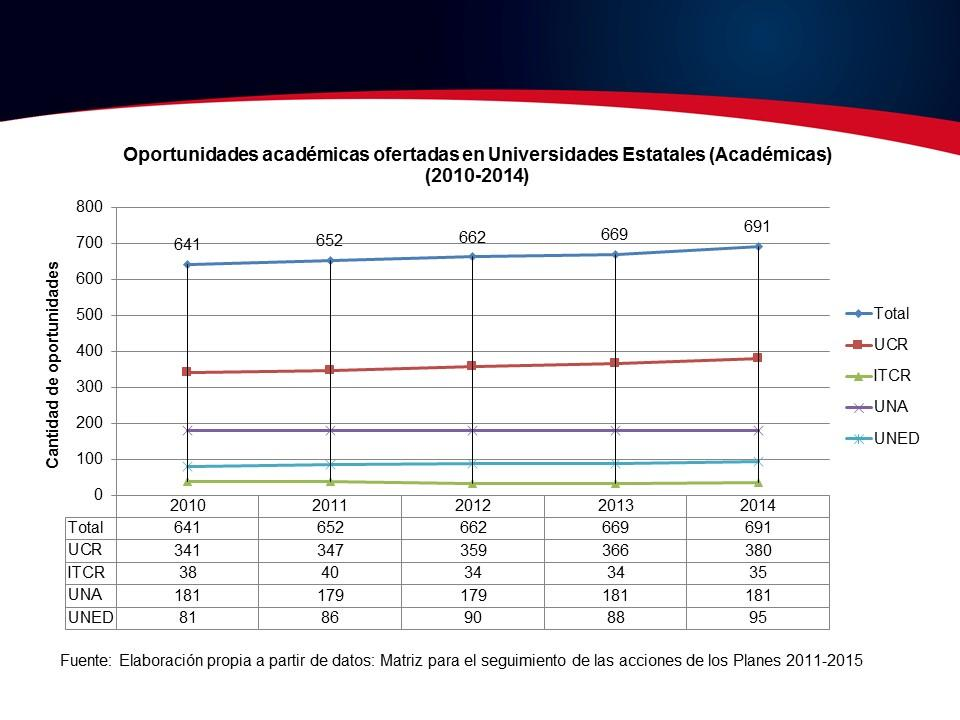 Oportunidades académicas ofertadas en Universidades Estatales (Académicas)
(2010-2014)
Cantidad de oportunidades
800
700
600
500
400
300
200
100
0
641
652
662
669
691
Total
UCR
ITCR
UNA
UNED
2010 2011 2012 2013 2014
Total 641 652 662 669 691
UCR 341 347 359 366 380
ITCR 38 40 34 34 35
UNA 181 179 179 181 181
UNED 81 86 90 88 95
Fuente: Elaboración propia a partir de datos: Matriz para el seguimiento de las acciones de los Planes 2011-2015